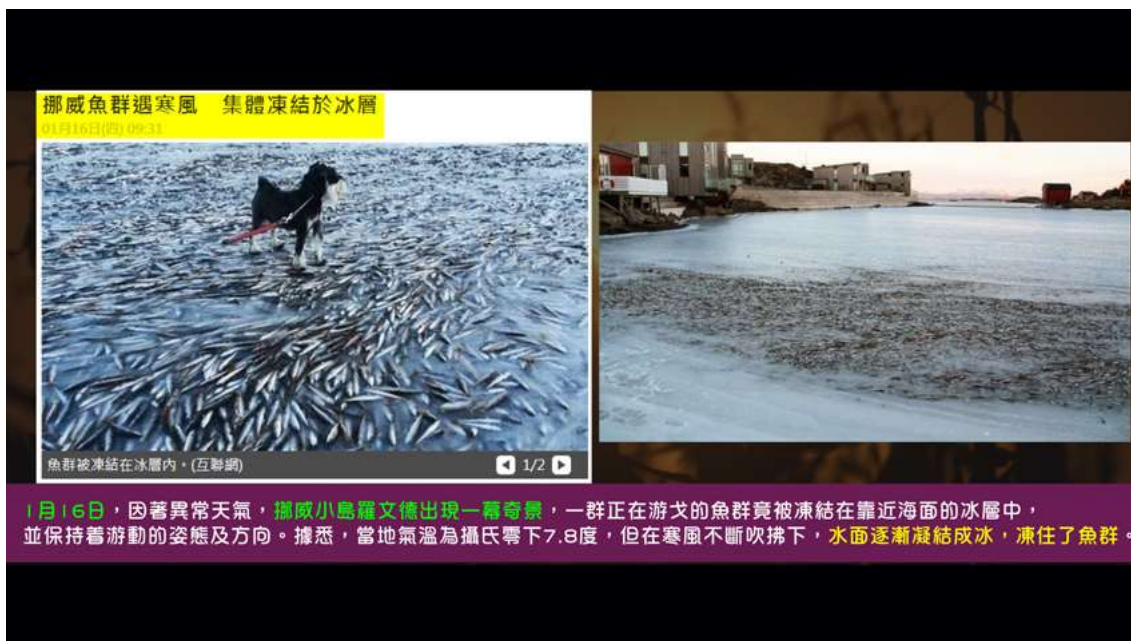 挪威魚群遇寒風　集體凍結於冰層
01月16日(四) 09:31
魚群被凍結在冰層內。(互聯網)
1/2
1月16日，因著異常天氣，挪威小島羅文德出現一幕奇景，一群正在游弋的魚群竟被凍結在靠近海面的冰層中，
並保持着游動的姿態及方向。據悉，當地氣溫為攝氏零下7.8度，但在寒風不斷吹拂下，水面逐漸凝結成冰，凍住了魚群。